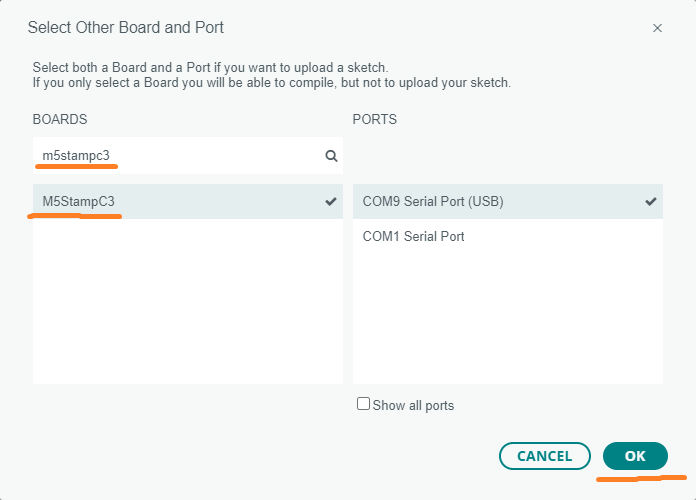 Select Other Board and Port
Select both a Board and a Port if you want to upload a sketch.
If you only select a Board you will be able to compile, but not to upload your sketch.
BOARDS
m5stampc3
M5StampC3
PORTS
COM9 Serial Port (USB)
COM1 Serial Port
Show all ports
CANCEL
OK